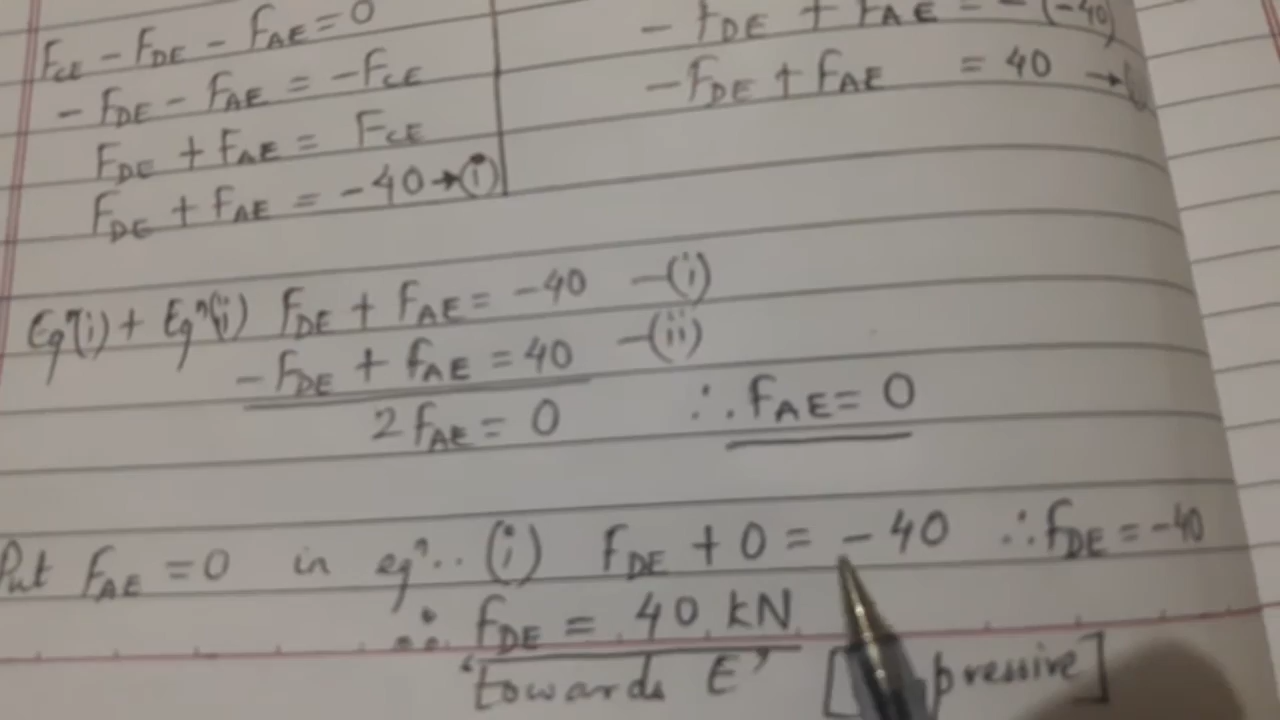 F_CE - F_DE - F_AE = 0
- F_DE - F_AE = -F_CE
F_DE + F_AE = F_CE
F_DE + F_AE = -40 → (i)
- F_DE + F_AE = - (-40)
- F_DE + F_AE = 40 →
Eqⁿ(i) + Eqⁿ(ii) F_DE + F_AE = -40 -(i)
- F_DE + F_AE = 40 -(ii)
2F_AE = 0 ∴ F_AE = 0
Put F_AE = 0 in eqⁿ.. (i) F_DE + 0 = -40 ∴ F_DE = -40
∴ F_DE = 40 kN
'towards E' [ pressive]